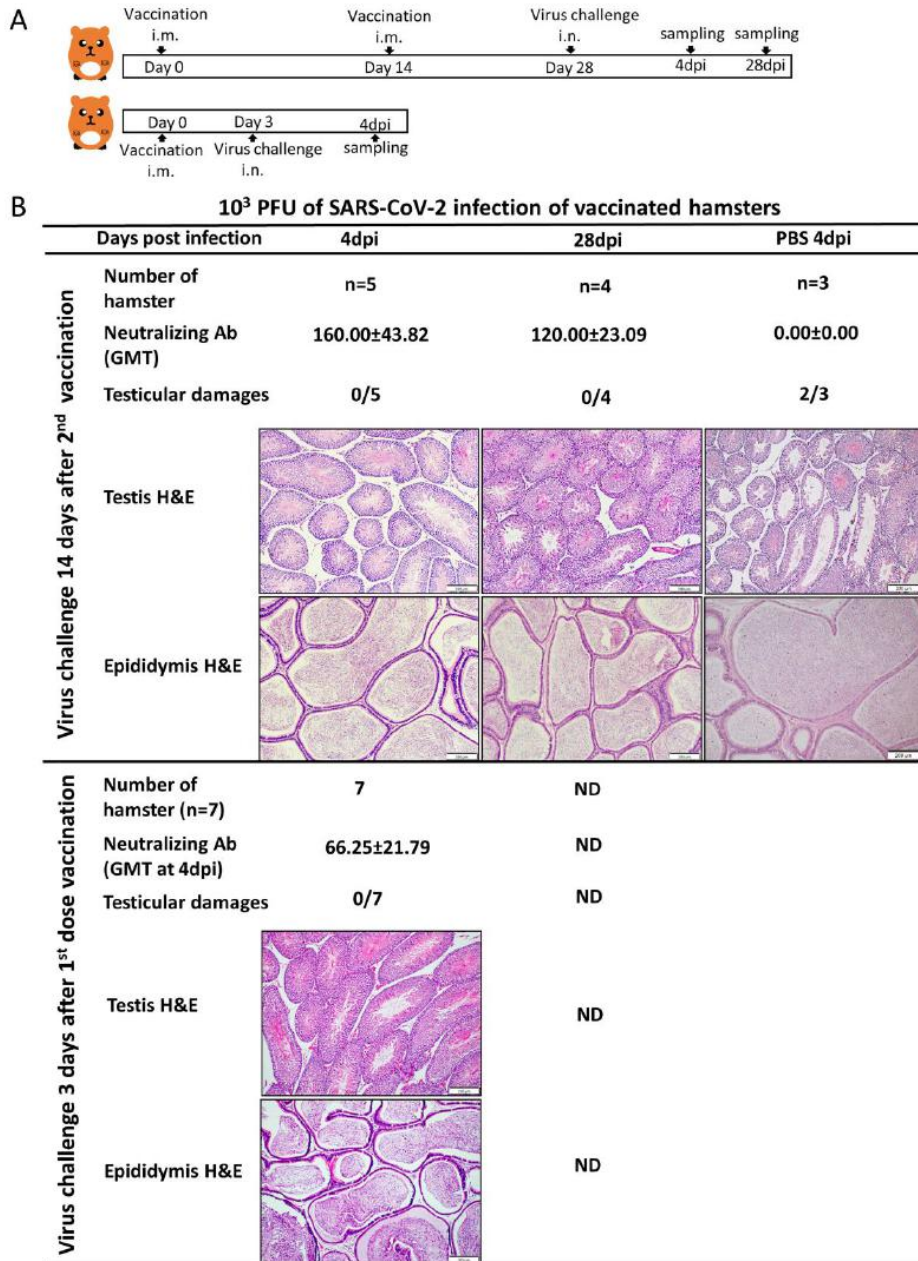 A
Vaccination
i.m.
Vaccination
i.m.
Virus challenge
i.n.
sampling
sampling
Day 0
Day 14
Day 28
4dpi
28dpi
Day 0
Day 3
4dpi
Vaccination
i.m.
Virus challenge
i.n.
sampling
B
10³ PFU of SARS-CoV-2 infection of vaccinated hamsters
Days post infection 4dpi 28dpi PBS 4dpi
Virus challenge 14 days after 2nd vaccination
Number of
hamster
n=5 n=4 n=3
Neutralizing Ab
(GMT)
160.00±43.82 120.00±23.09 0.00±0.00
Testicular damages 0/5 0/4 2/3
Testis H&E
Epididymis H&E
Virus challenge 3 days after 1st dose vaccination
Number of
hamster (n=7)
7 ND
Neutralizing Ab
(GMT at 4dpi)
66.25±21.79 ND
Testicular damages 0/7 ND
Testis H&E ND
Epididymis H&E ND